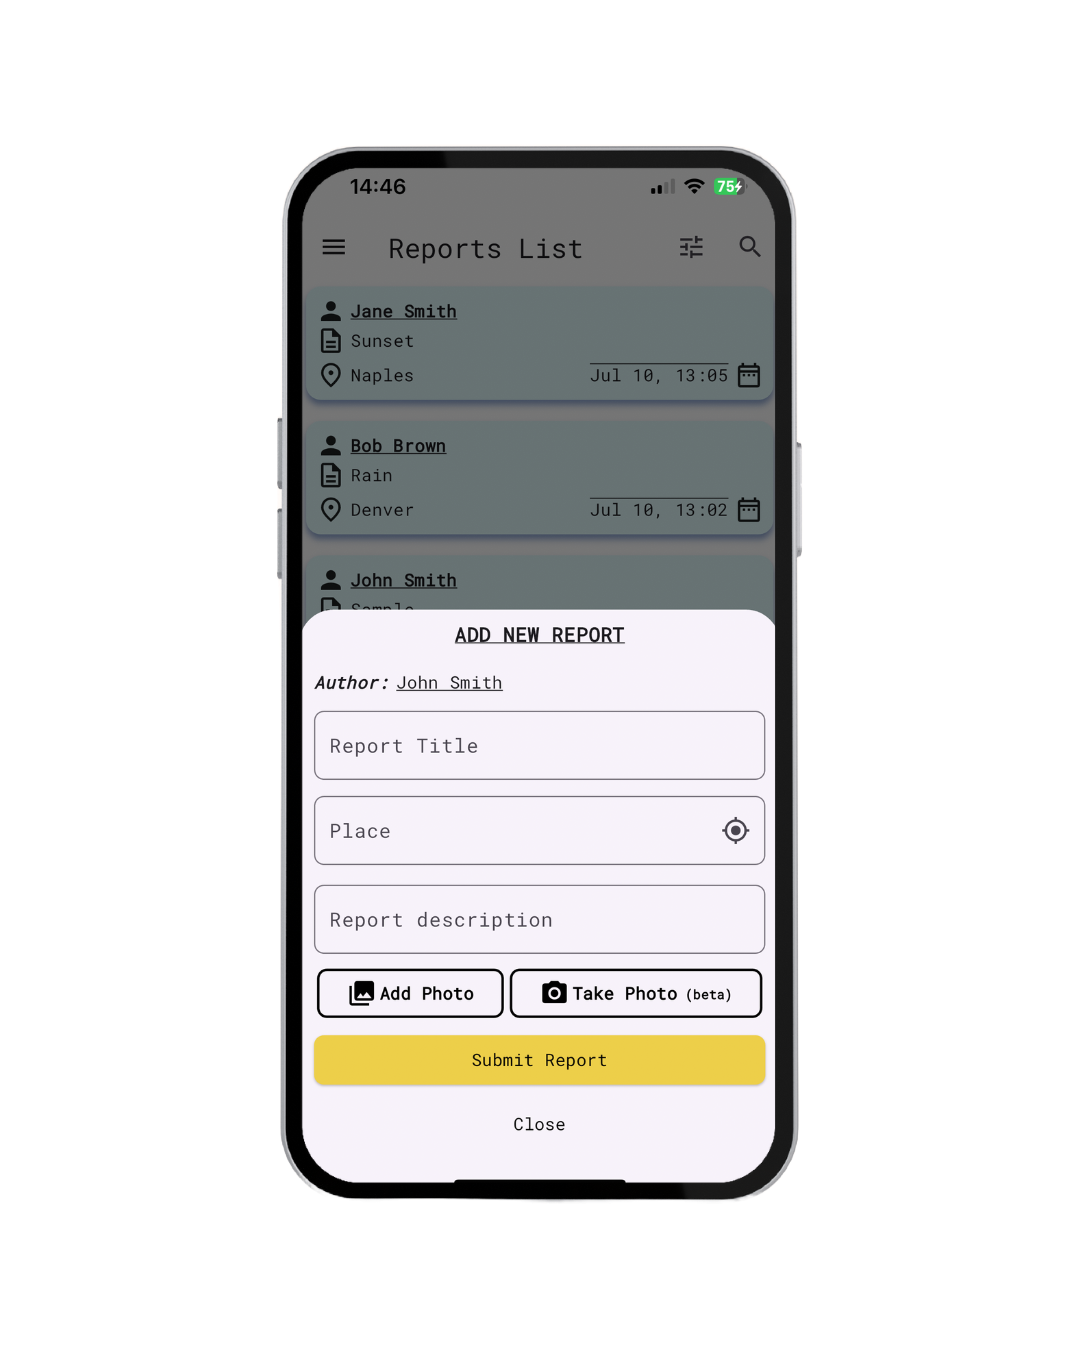 14:46
75
Reports List
Jane Smith
Sunset
Naples
Jul 10, 13:05
Bob Brown
Rain
Denver
Jul 10, 13:02
John Smith
Sample
ADD NEW REPORT
Author: John Smith
Report Title
Place
Report description
Add Photo
Take Photo (beta)
Submit Report
Close